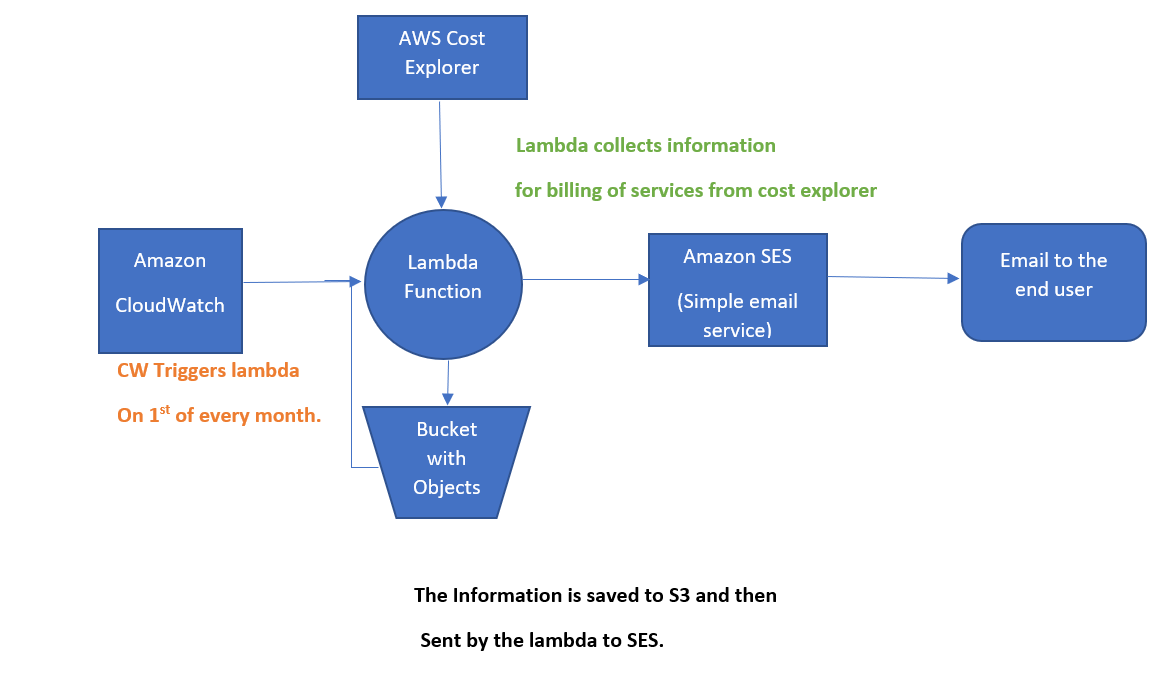 AWS Cost
Explorer
Lambda collects information
for billing of services from cost explorer
Amazon
CloudWatch
Lambda
Function
Amazon SES
(Simple email
service)
Email to the
end user
CW Triggers lambda
On 1st of every month.
Bucket
with
Objects
The Information is saved to S3 and then
Sent by the lambda to SES.